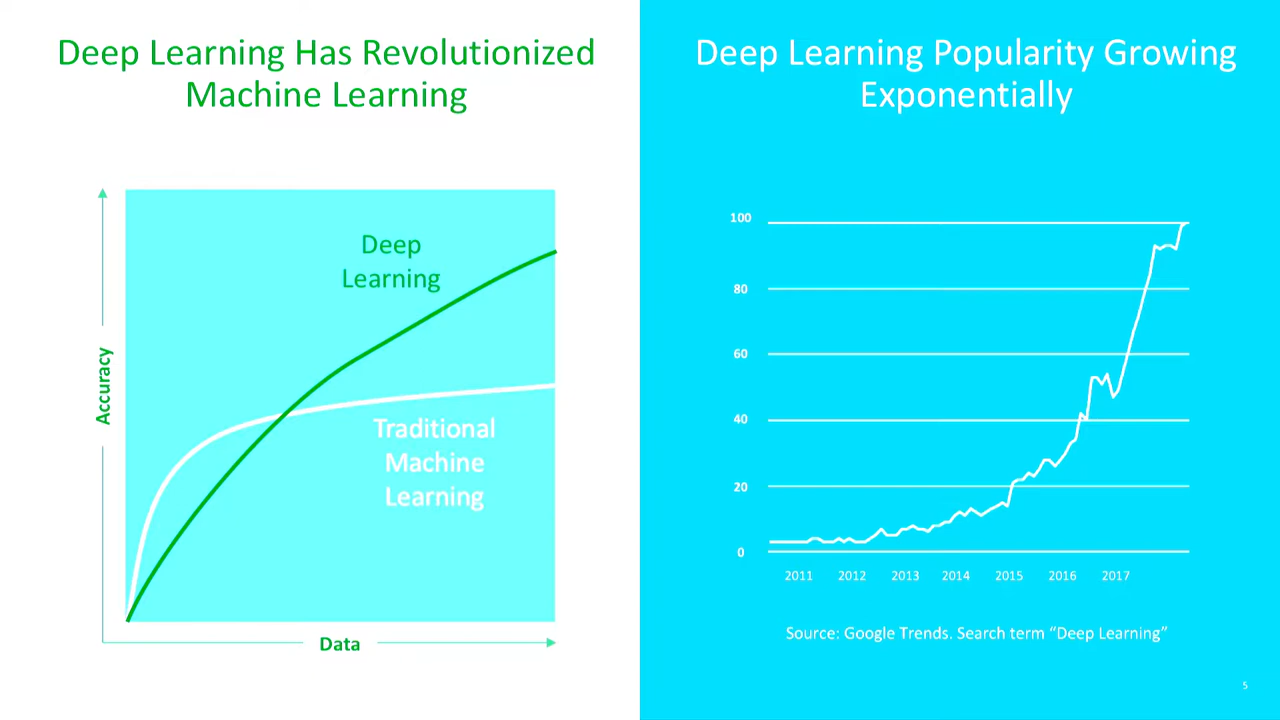 Deep Learning Has Revolutionized
Machine Learning
Accuracy
Deep
Learning
Traditional
Machine
Learning
Data
Deep Learning Popularity Growing
Exponentially
100
80
60
40
20
0
2011 2012 2013 2014 2015 2016 2017
Source: Google Trends. Search term “Deep Learning”
5